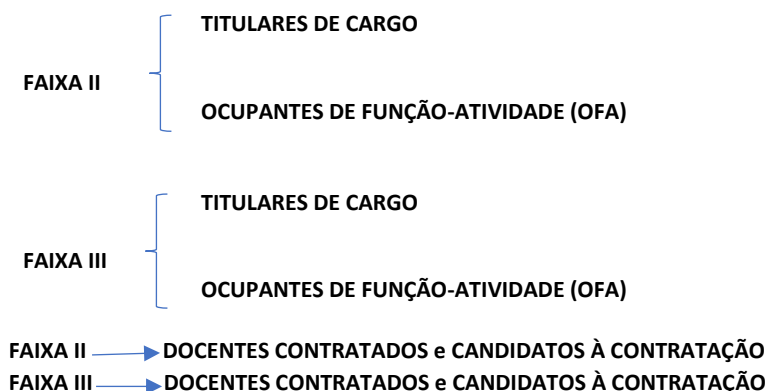 TITULARES DE CARGO
FAIXA II
OCUPANTES DE FUNÇÃO-ATIVIDADE (OFA)
TITULARES DE CARGO
FAIXA III
OCUPANTES DE FUNÇÃO-ATIVIDADE (OFA)
FAIXA II DOCENTES CONTRATADOS e CANDIDATOS À CONTRATAÇÃO
FAIXA III DOCENTES CONTRATADOS e CANDIDATOS À CONTRATAÇÃO